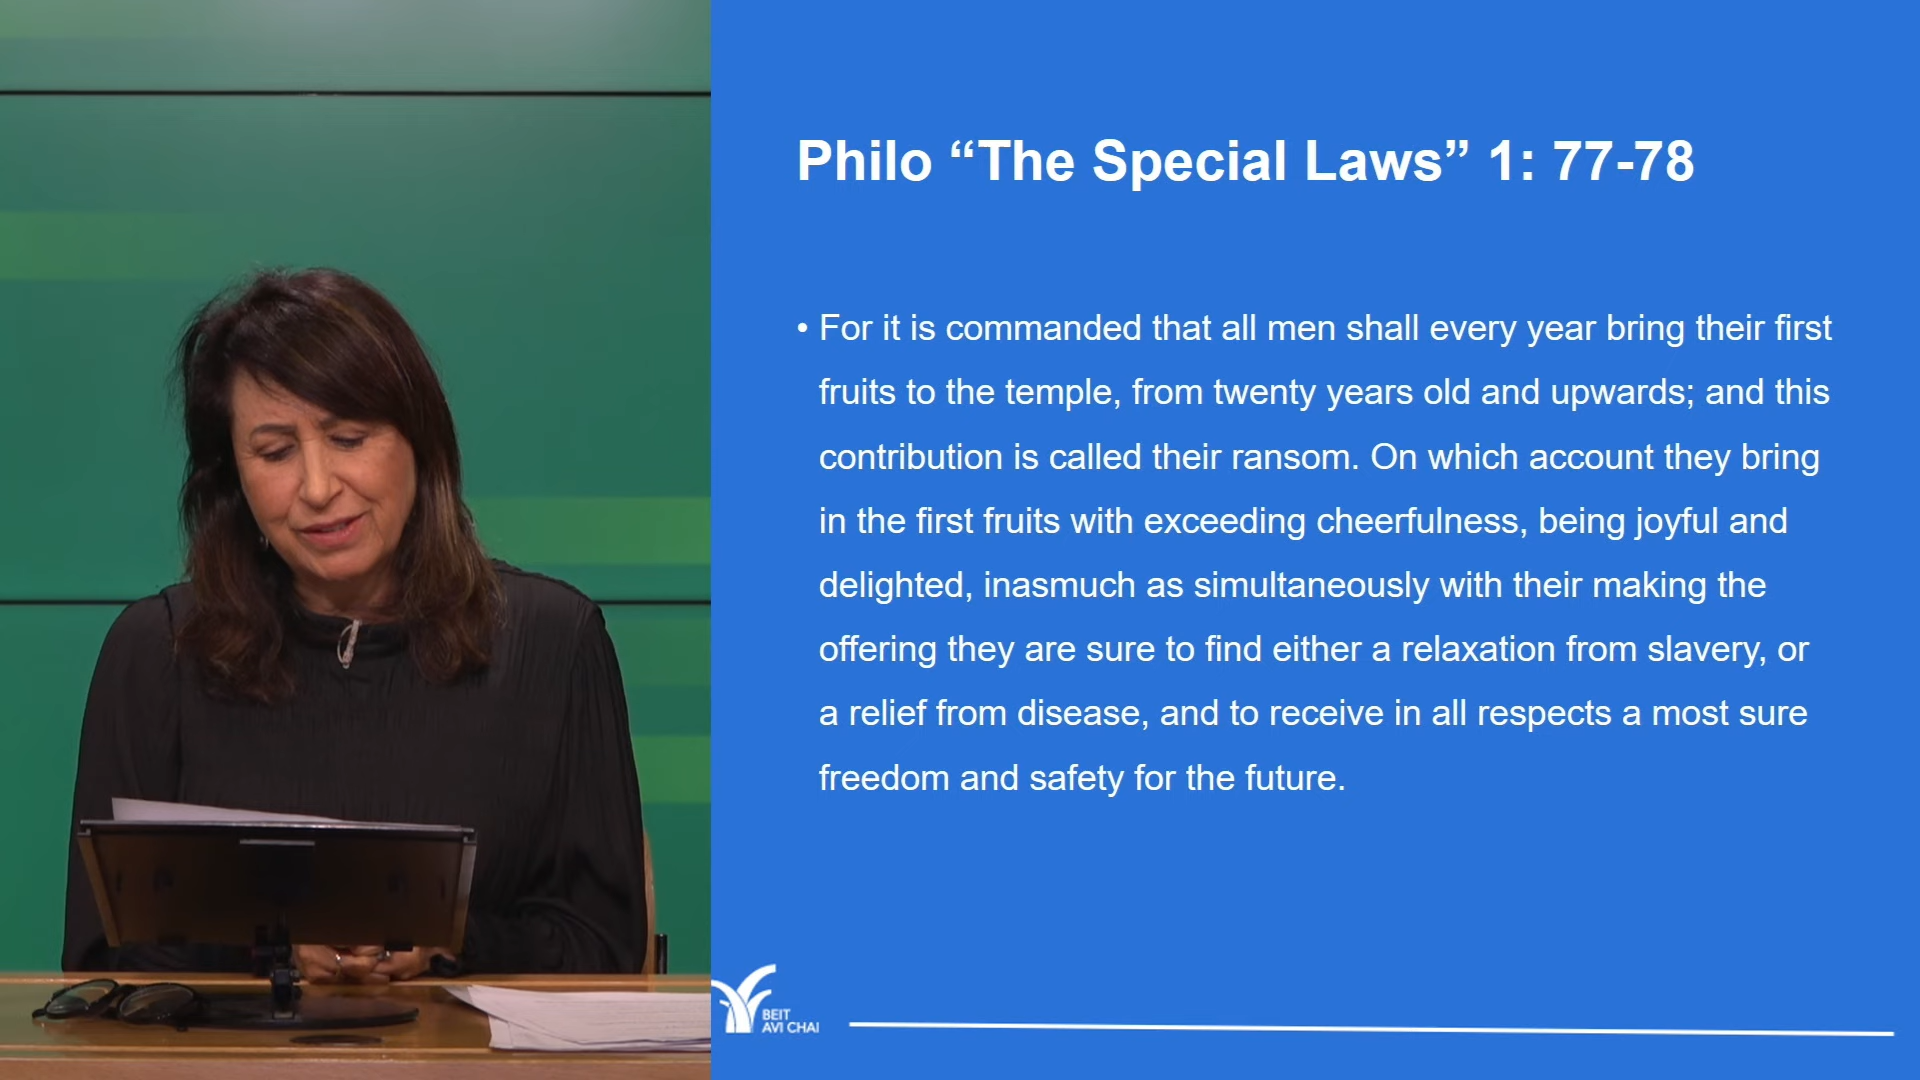 Philo “The Special Laws” 1: 77-78
• For it is commanded that all men shall every year bring their first
fruits to the temple, from twenty years old and upwards; and this
contribution is called their ransom. On which account they bring
in the first fruits with exceeding cheerfulness, being joyful and
delighted, inasmuch as simultaneously with their making the
offering they are sure to find either a relaxation from slavery, or
a relief from disease, and to receive in all respects a most sure
freedom and safety for the future.
BEIT
AVI CHAI